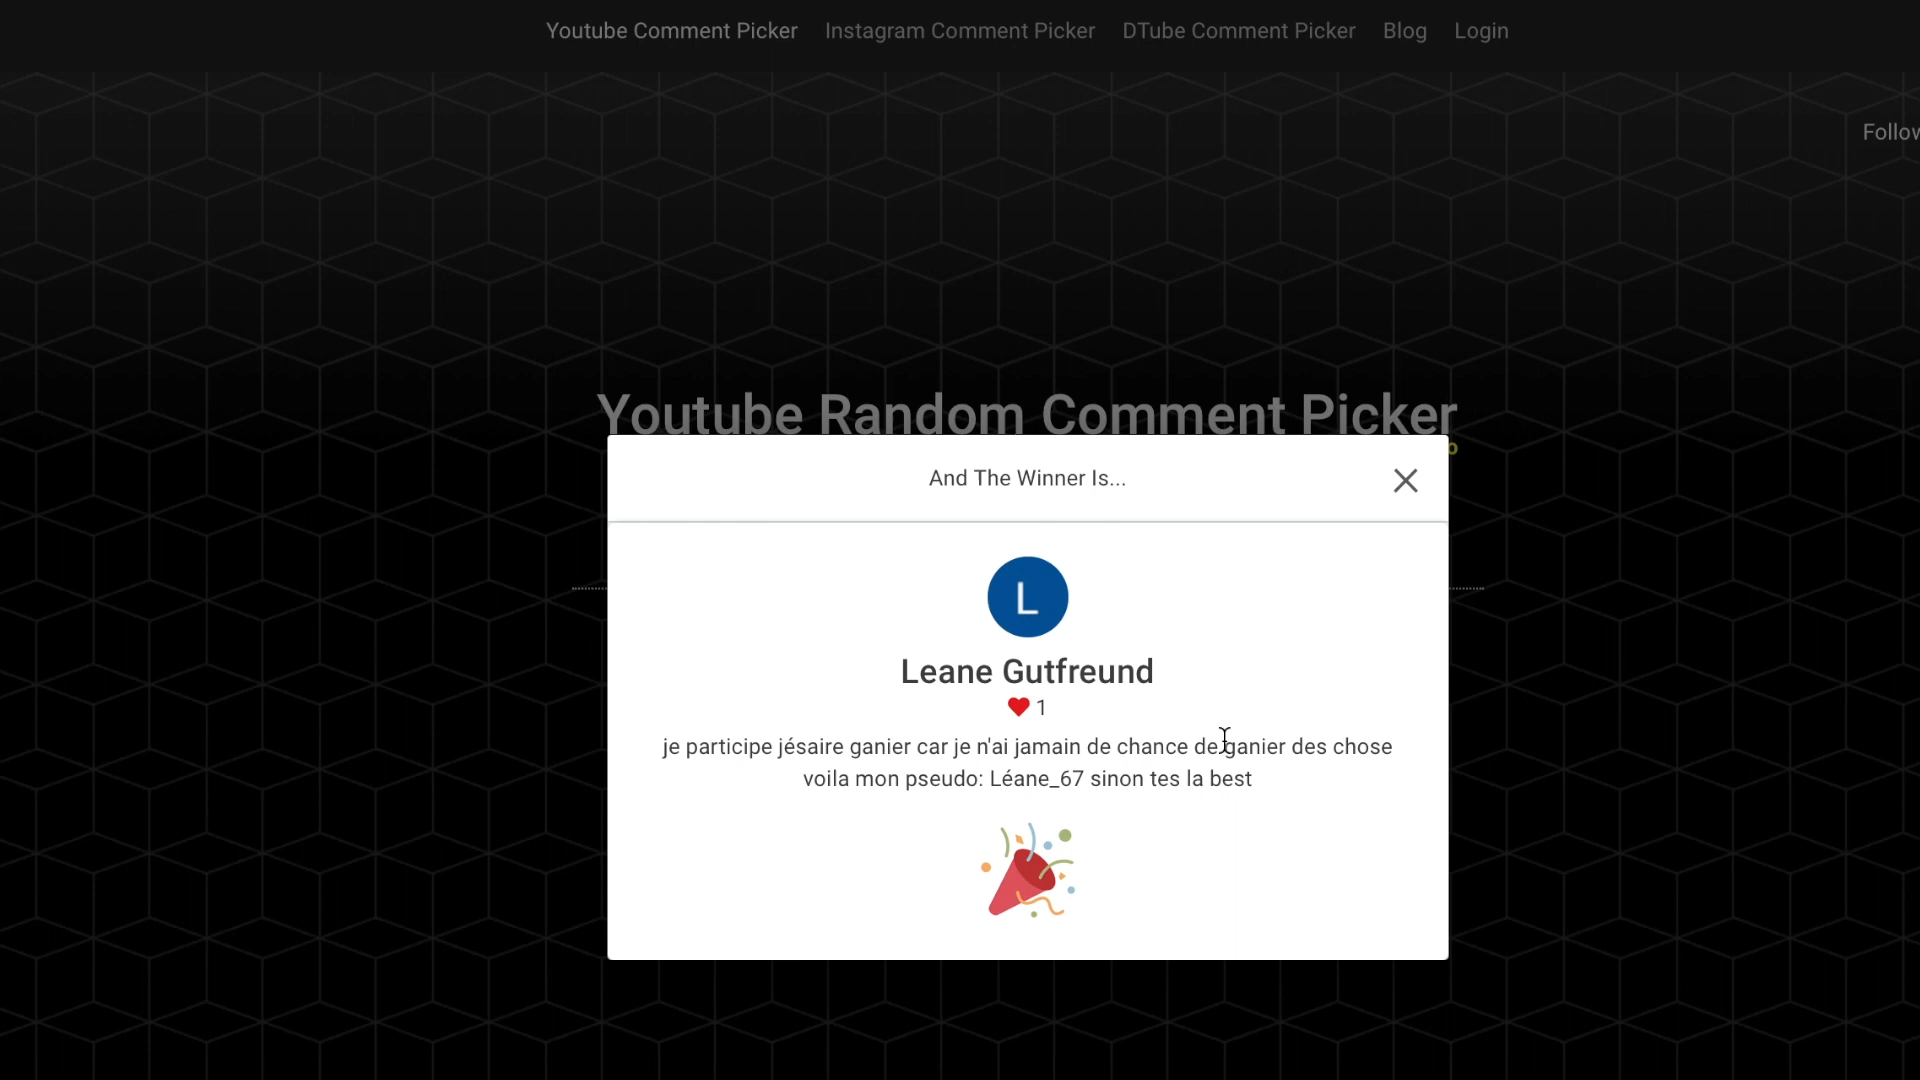 Youtube Comment Picker Instagram Comment Picker DTube Comment Picker Blog Login
Follow
Youtube Random Comment Picker
And The Winner Is...
L
Leane Gutfreund
1
je participe jésaire ganier car je n'ai jamain de chance de ganier des chose
voila mon pseudo: Léane_67 sinon tes la best